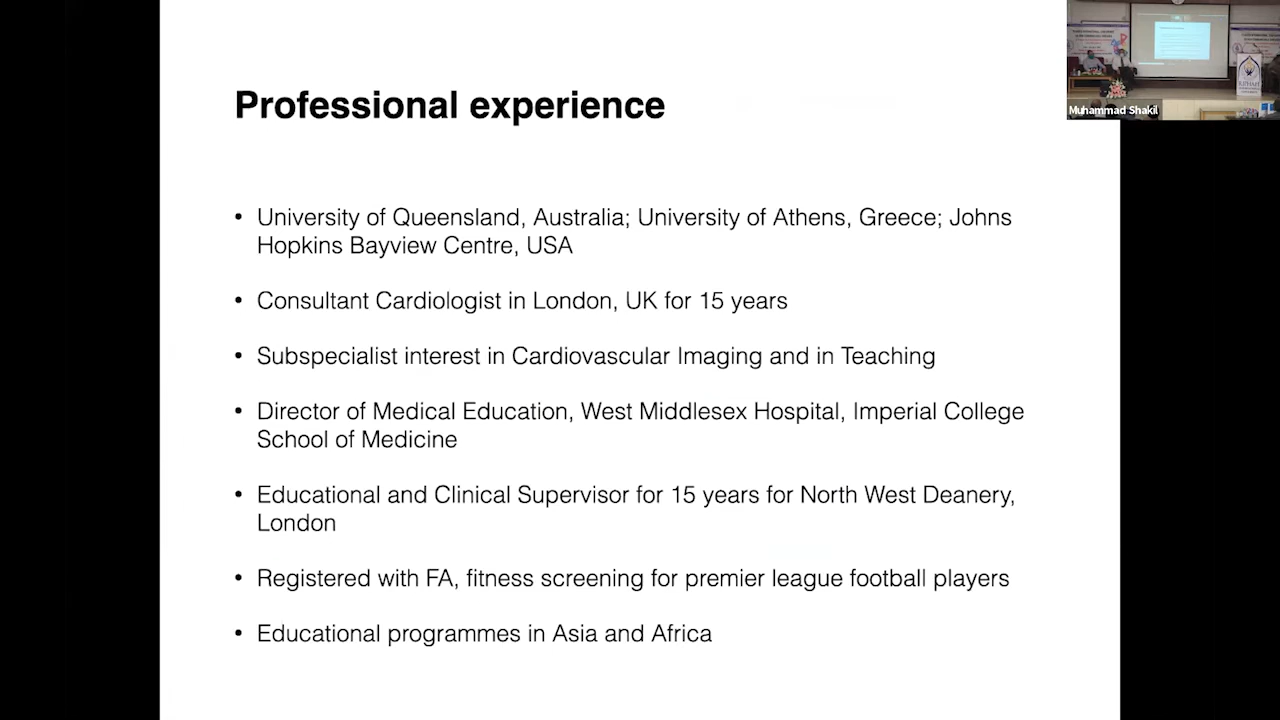 Professional experience
• University of Queensland, Australia; University of Athens, Greece; Johns
Hopkins Bayview Centre, USA
• Consultant Cardiologist in London, UK for 15 years
• Subspecialist interest in Cardiovascular Imaging and in Teaching
• Director of Medical Education, West Middlesex Hospital, Imperial College
School of Medicine
• Educational and Clinical Supervisor for 15 years for North West Deanery,
London
• Registered with FA, fitness screening for premier league football players
• Educational programmes in Asia and Africa
Muhammad Shakil